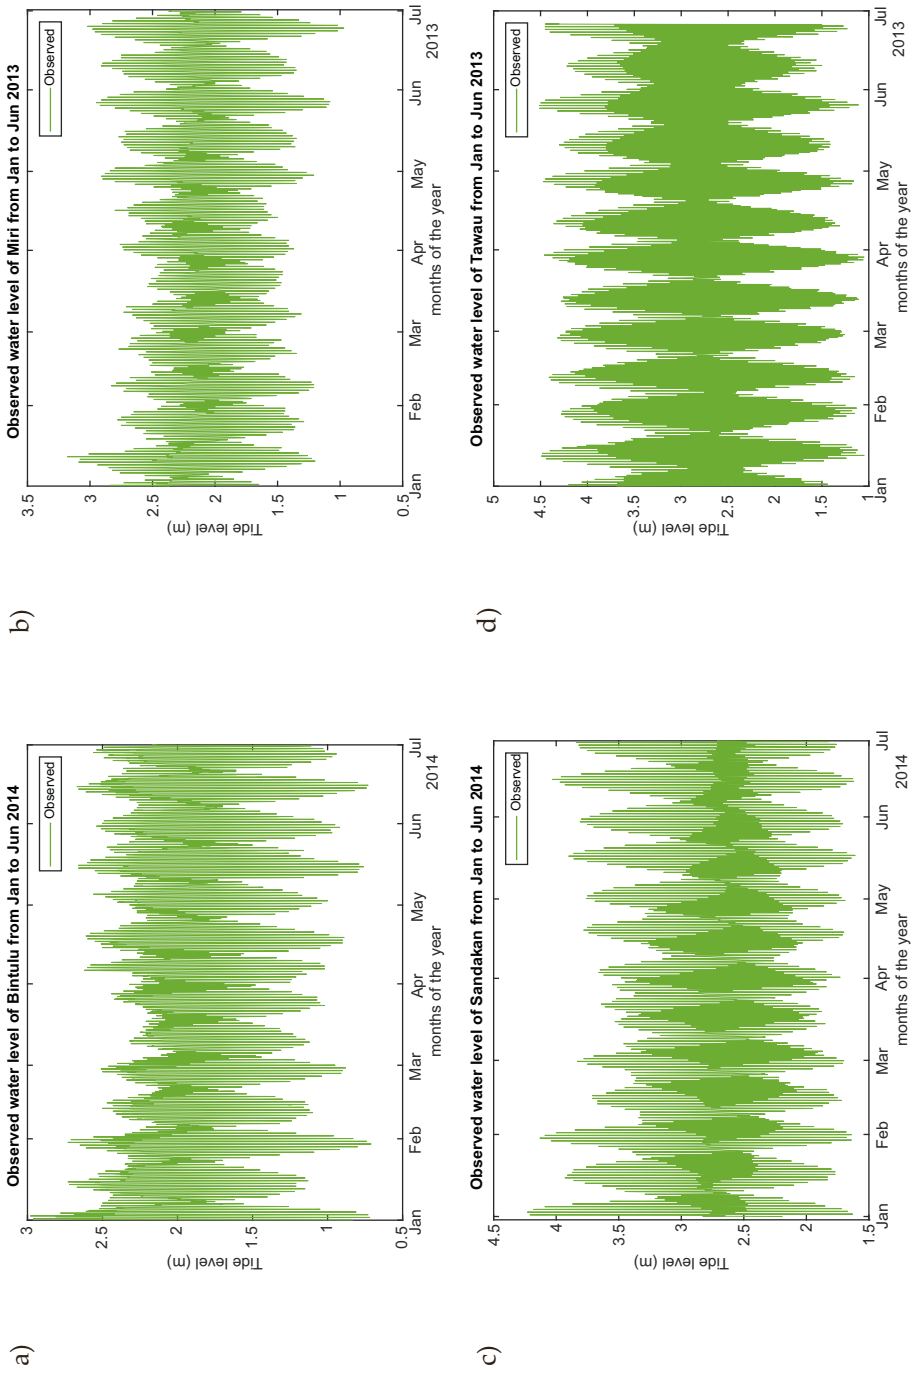 a)
Observed water level of Bintulu from Jan to Jun 2014
Observed
Tide level (m)
3
2.5
2
1.5
1
0.5
Jan Feb Mar Apr May Jun Jul
months of the year
2014
b)
Observed water level of Miri from Jan to Jun 2013
Observed
Tide level (m)
3.5
3
2.5
2
1.5
1
0.5
Jan Feb Mar Apr May Jun Jul
months of the year
2013
c)
Observed water level of Sandakan from Jan to Jun 2014
Observed
Tide level (m)
4.5
4
3.5
3
2.5
2
1.5
Jan Feb Mar Apr May Jun Jul
months of the year
2014
d)
Observed water level of Tawau from Jan to Jun 2013
Observed
Tide level (m)
5
4.5
4
3.5
3
2.5
2
1.5
1
Jan Feb Mar Apr May Jun Jul
months of the year
2013